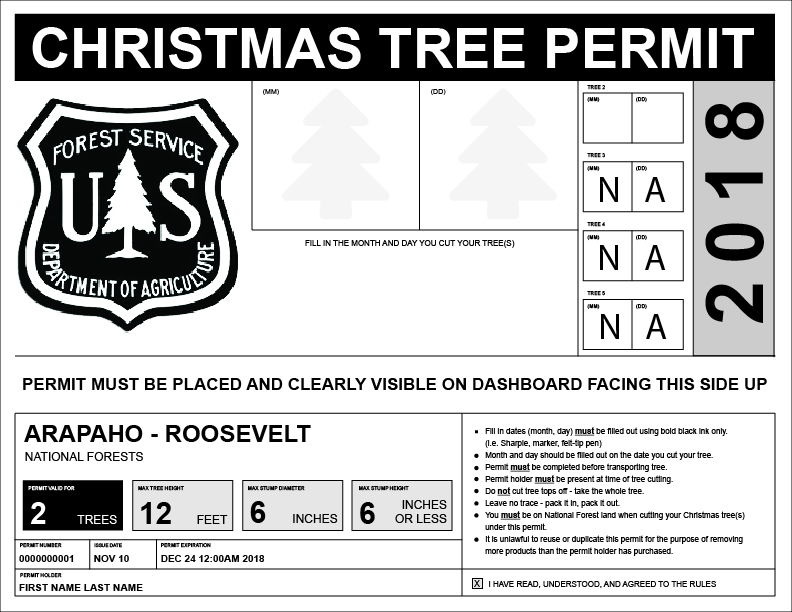 CHRISTMAS TREE PERMIT
FOREST SERVICE
U S
DEPARTMENT OF AGRICULTURE
(MM)
(DD)
FILL IN THE MONTH AND DAY YOU CUT YOUR TREE(S)
TREE 2
(MM) (DD)
TREE 3
(MM) (DD)
N A
TREE 4
(MM) (DD)
N A
TREE 5
(MM) (DD)
N A
2018
PERMIT MUST BE PLACED AND CLEARLY VISIBLE ON DASHBOARD FACING THIS SIDE UP
ARAPAHO - ROOSEVELT
NATIONAL FORESTS
PERMIT VALID FOR
2 TREES
MAX TREE HEIGHT
12 FEET
MAX STUMP DIAMETER
6 INCHES
MAX STUMP HEIGHT
6 INCHES
OR LESS
PERMIT NUMBER
0000000001
ISSUE DATE
NOV 10
PERMIT EXPIRATION
DEC 24 12:00AM 2018
PERMIT HOLDER
FIRST NAME LAST NAME
• Fill in dates (month, day) must be filled out using bold black ink only.
(i.e. Sharpie, marker, felt-tip pen)
• Month and day should be filled out on the date you cut your tree.
• Permit must be completed before transporting tree.
• Permit holder must be present at time of tree cutting.
• Do not cut tree tops off - take the whole tree.
• Leave no trace - pack it in, pack it out.
• You must be on National Forest land when cutting your Christmas tree(s)
under this permit.
• It is unlawful to reuse or duplicate this permit for the purpose of removing
more products than the permit holder has purchased.
X I HAVE READ, UNDERSTOOD, AND AGREED TO THE RULES